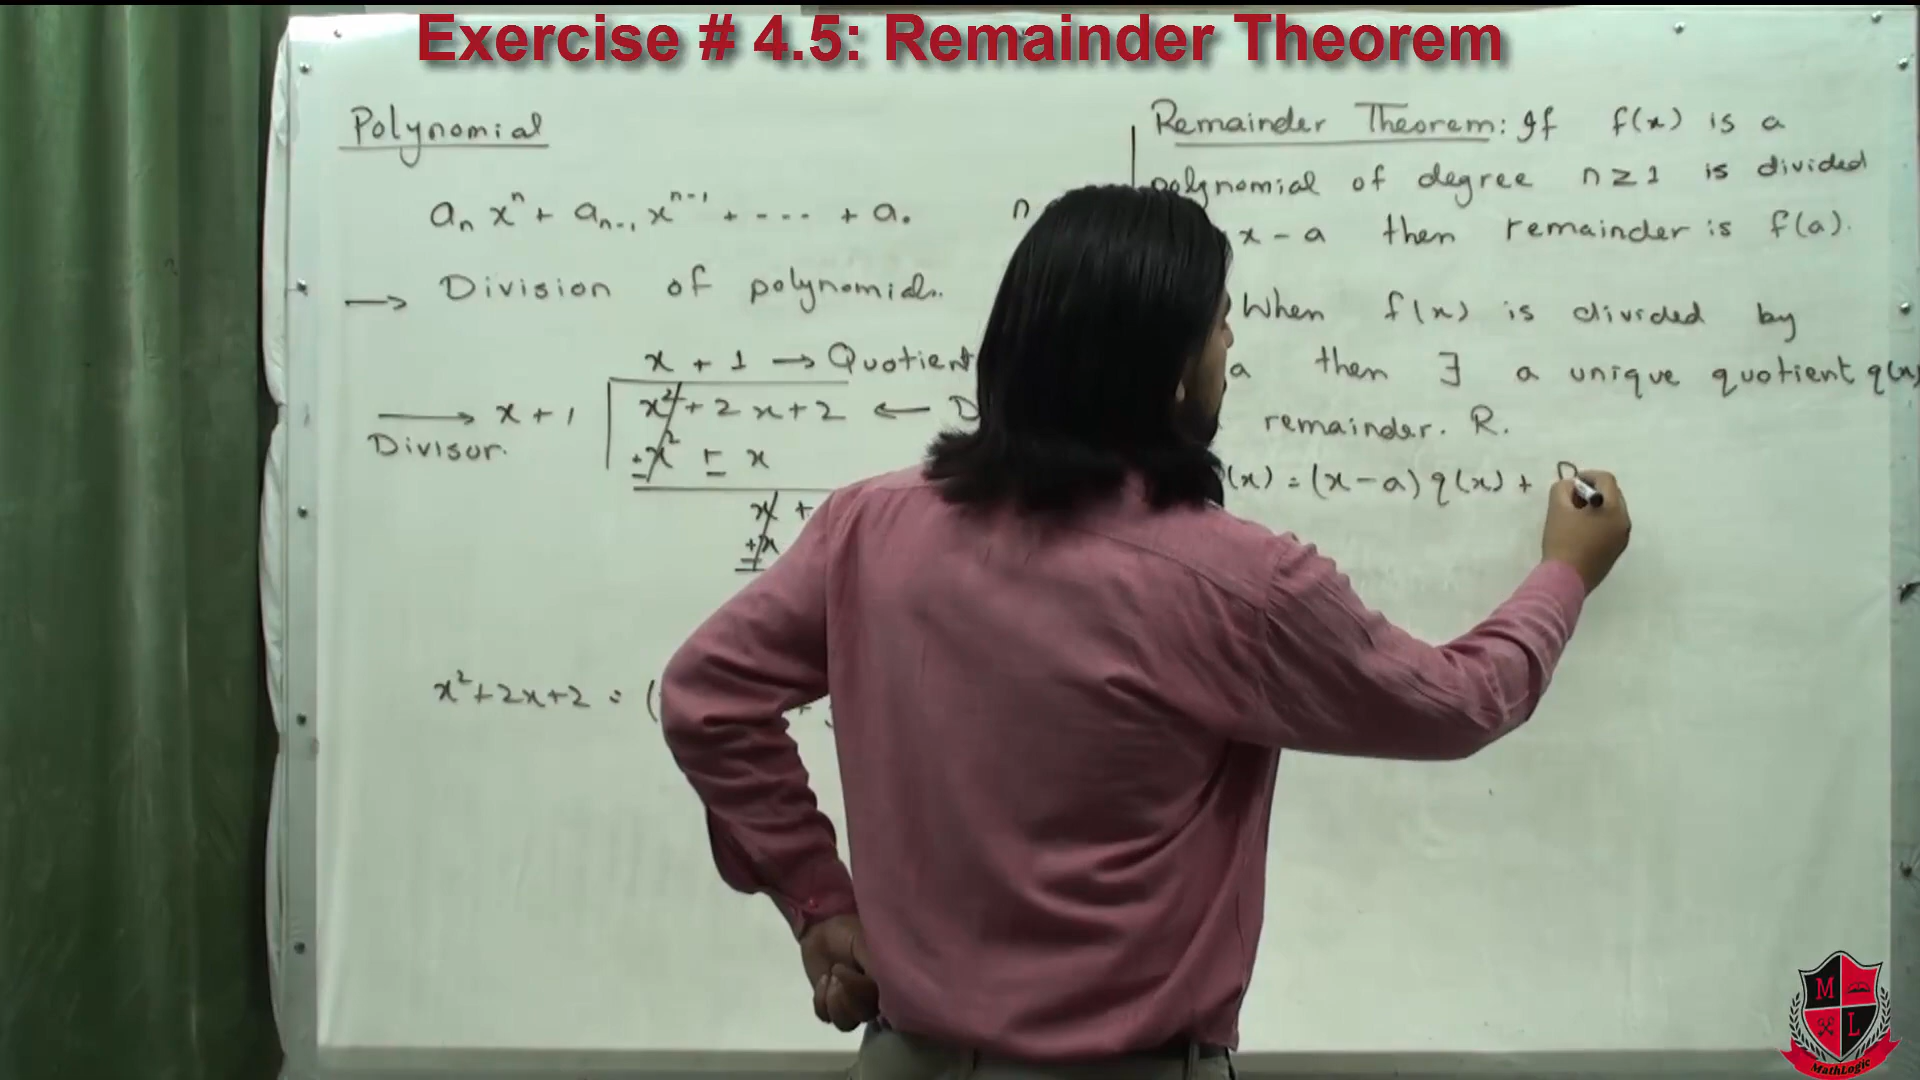 Exercise # 4.5: Remainder Theorem
Polynomial
aₙxⁿ + aₙ₋₁xⁿ⁻¹ + ---- + a₀
n
→ Division of polynomials.
x + 1 → Quotient
→ x + 1 x² + 2x + 2 ←
Divisor.
± x² ± x
x +
± x
x² + 2x + 2 = (
+
Remainder Theorem: If f(x) is a
polynomial of degree n ≥ 1 is divided
x - a then remainder is f(a).
When f(x) is divided by
a then ∃ a unique quotient q(x)
remainder. R.
(x) = (x - a) q(x) +
M
L
MathLogic